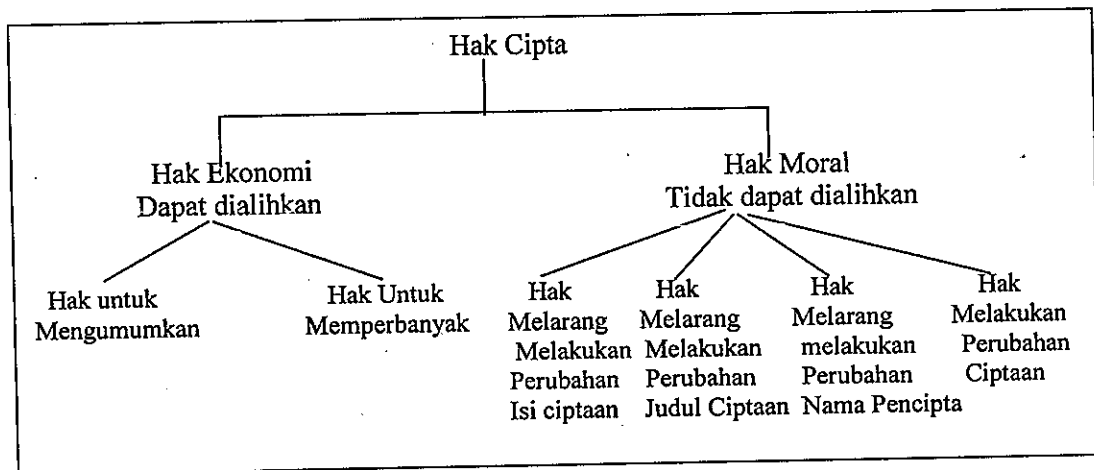 Hak Cipta
Hak Ekonomi
Dapat dialihkan
Hak Moral
Tidak dapat dialihkan
Hak untuk
Mengumumkan
Hak Untuk
Memperbanyak
Hak
Melarang
Melakukan
Perubahan
Isi ciptaan
Hak
Melarang
Melakukan
Perubahan
Judul Ciptaan
Hak
Melarang
melakukan
Perubahan
Nama Pencipta
Hak
Melakukan
Perubahan
Ciptaan